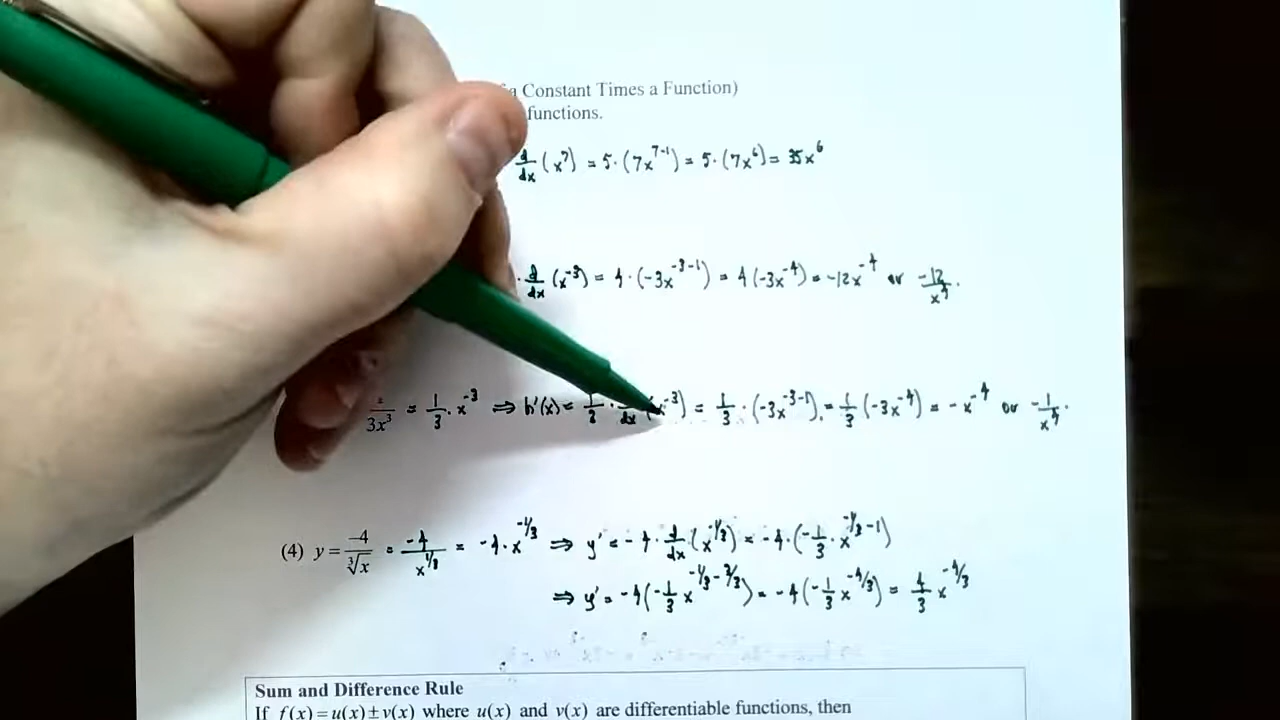 a Constant Times a Function)
functions.
d/dx (x^7) = 5·(7x^{7-1}) = 5·(7x^6) = 35x^6
· d/dx (x^{-3}) = 4·(-3x^{-3-1}) = 4(-3x^{-4}) = -12x^{-4} or -12/x^4.
/3x^3 = 1/3 · x^{-3} ⇒ h'(x) = 1/3 · /dx x^{-3}) = 1/3 · (-3x^{-3-1}) = 1/3 (-3x^{-4}) = -x^{-4} or -1/x^4.
(4) y = -4/∛x = -4/x^{1/3} = -4·x^{-1/3} ⇒ y' = -4 · d/dx (x^{-1/3}) = -4·(-1/3 · x^{-1/3 - 1})
⇒ y' = -4(-1/3 x^{-1/3 - 3/3}) = -4(-1/3 x^{-4/3}) = 4/3 x^{-4/3}
Sum and Difference Rule
If f(x) = u(x) ± v(x) where u(x) and v(x) are differentiable functions, then